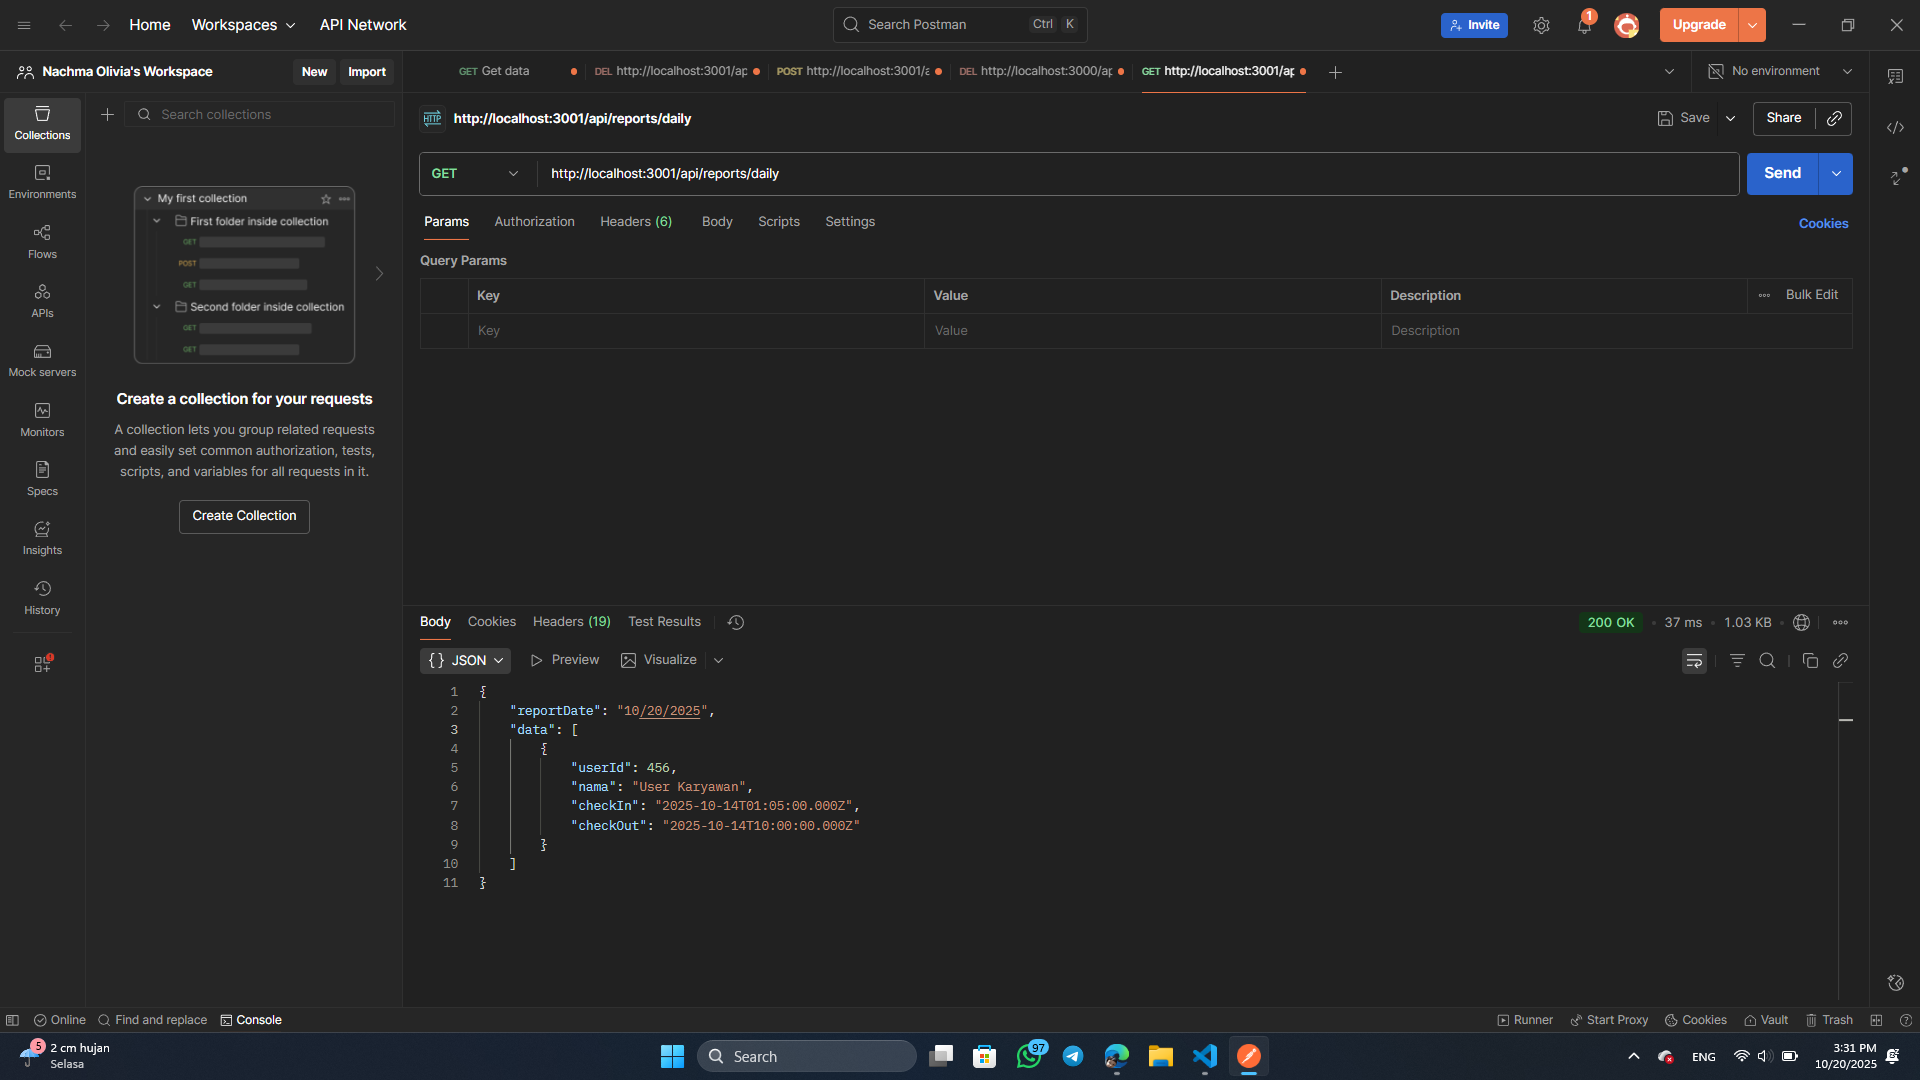 Home
Workspaces
API Network
Search Postman
Ctrl K
Invite
1
Upgrade
Nachma Olivia's Workspace
New
Import
GET Get data
DEL http://localhost:3001/ap
POST http://localhost:3001/a
DEL http://localhost:3000/ap
GET http://localhost:3001/ap
No environment
Collections
Environments
Flows
APIs
Mock servers
Monitors
Specs
Insights
History
Search collections
My first collection
First folder inside collection
GET
POST
GET
Second folder inside collection
GET
GET
Create a collection for your requests
A collection lets you group related requests
and easily set common authorization, tests,
scripts, and variables for all requests in it.
Create Collection
HTTP http://localhost:3001/api/reports/daily
Save
Share
GET http://localhost:3001/api/reports/daily
Send
Params Authorization Headers (6) Body Scripts Settings
Cookies
Query Params
Key Value Description Bulk Edit
Key Value Description
Body Cookies Headers (19) Test Results
200 OK 37 ms 1.03 KB
{} JSON Preview Visualize
1 {
2 "reportDate": "10/20/2025",
3 "data": [
4 {
5 "userId": 456,
6 "nama": "User Karyawan",
7 "checkIn": "2025-10-14T01:05:00.000Z",
8 "checkOut": "2025-10-14T10:00:00.000Z"
9 }
10 ]
11 }
Online Find and replace Console
Runner Start Proxy Cookies Vault Trash
5
2 cm hujan
Selasa
Search
97
ENG
3:31 PM
10/20/2025